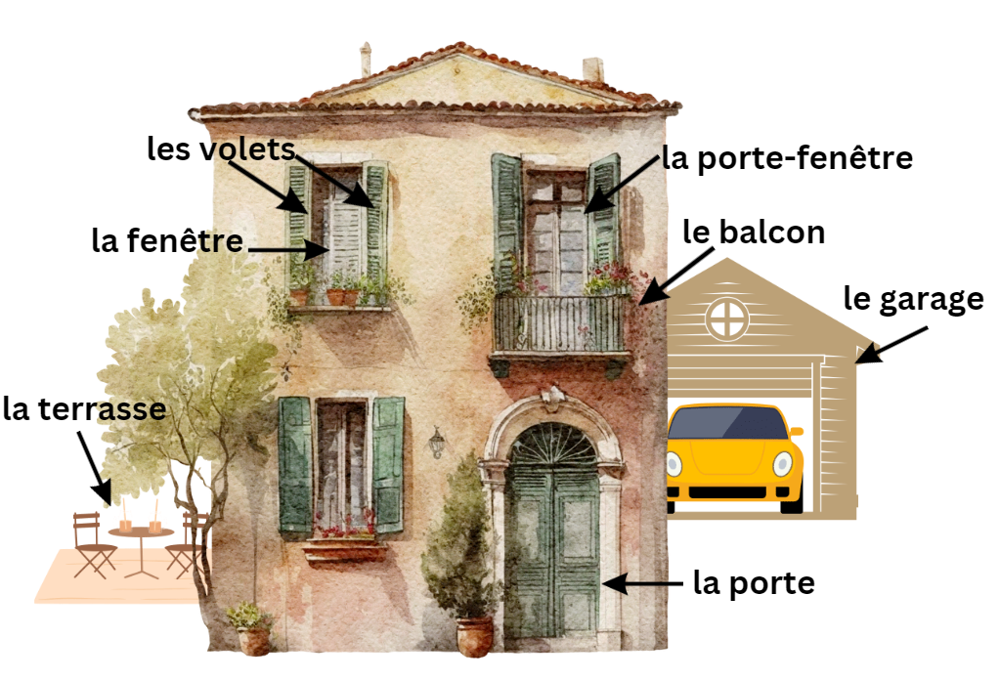 les volets
la porte-fenêtre
la fenêtre
le balcon
le garage
la terrasse
la porte